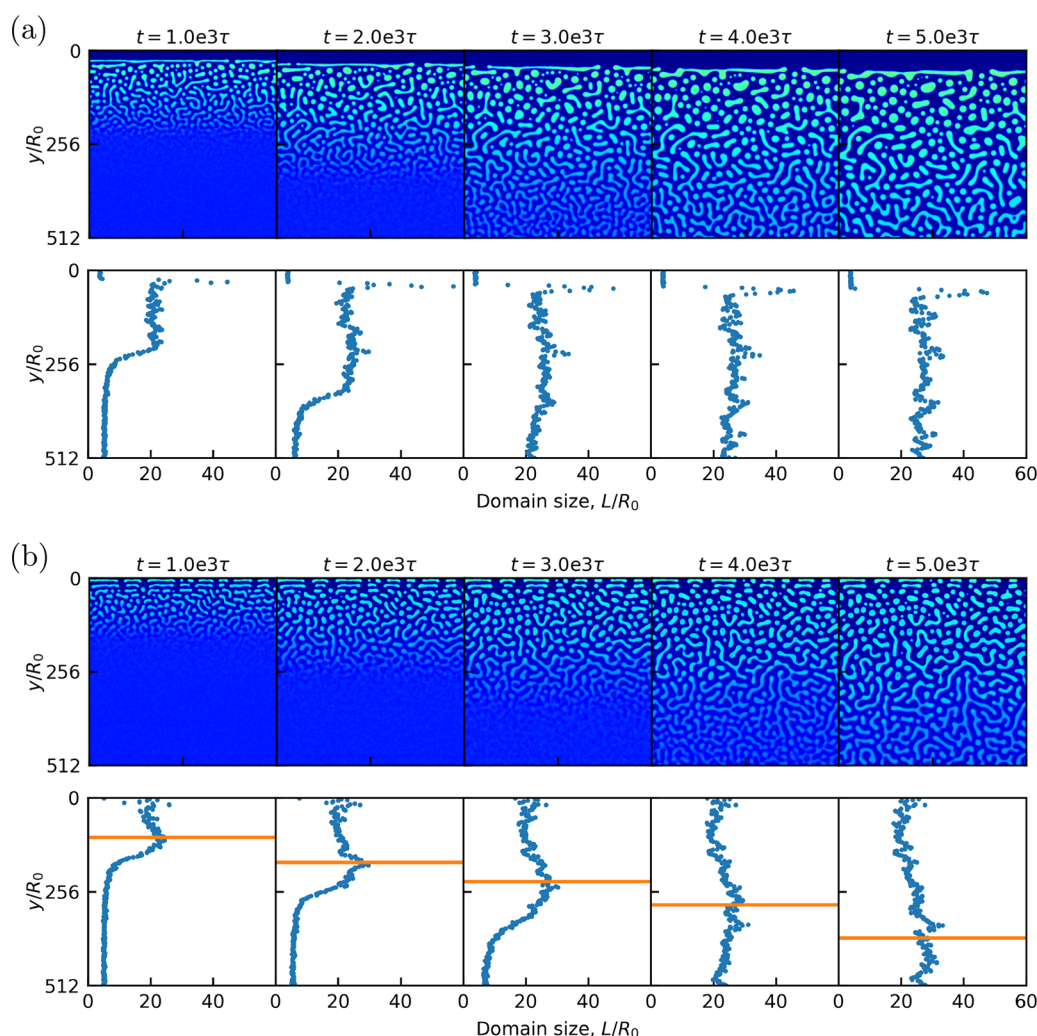 (a)
t = 1.0e3τ t = 2.0e3τ t = 3.0e3τ t = 4.0e3τ t = 5.0e3τ
0
y/R₀
256
512
0
y/R₀
256
512
0 20 40 0 20 40 0 20 40 0 20 40 0 20 40 60
Domain size, L/R₀
(b)
t = 1.0e3τ t = 2.0e3τ t = 3.0e3τ t = 4.0e3τ t = 5.0e3τ
0
y/R₀
256
512
0
y/R₀
256
512
0 20 40 0 20 40 0 20 40 0 20 40 0 20 40 60
Domain size, L/R₀